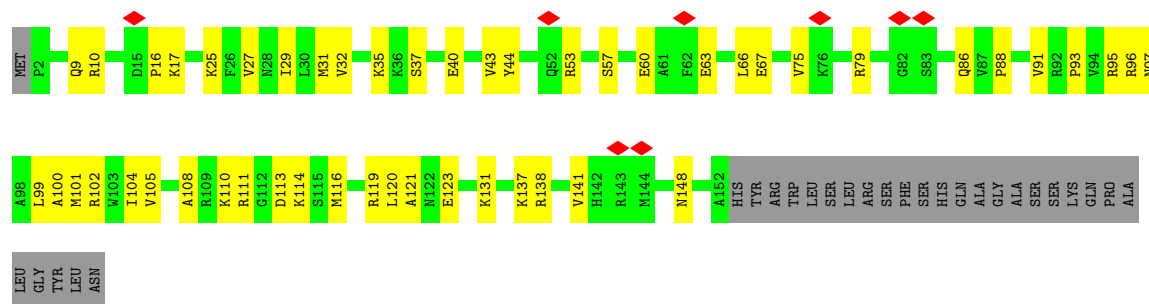 MET P2 Q9 R10 D15 P16 K17 K25 F26 V27 N28 I29 L30 M31 V32 K35 K36 S37 E40 V43 Y44 Q52 R53 S57 E60 A61 F62 E63 L66 E67 V75 K76 R79 G82 S83 Q86 V87 P88 V91 R92 P93 V94 R95 R96 N97
A98 L99 A100 M101 R102 W103 I104 V105 A108 R109 K110 R111 G112 D113 K114 S115 M116 R119 L120 A121 N122 E123 K131 K137 R138 V141 H142 R143 M144 N148 A152 HIS TYR ARG TRP LEU SER LEU ARG SER PHE SER HIS GLN ALA GLY ALA SER SER LYS GLN PRO ALA
LEU GLY TYR LEU ASN